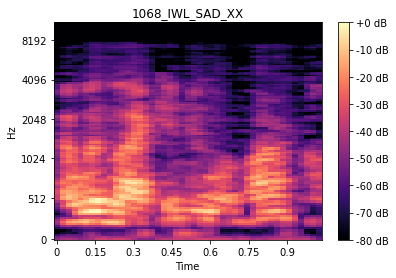 1068_IWL_SAD_XX
+0 dB
8192
-10 dB
4096
-20 dB
-30 dB
2048
Hz
-40 dB
1024
-50 dB
512
-60 dB
-70 dB
0
-80 dB
0 0.15 0.3 0.45 0.6 0.75 0.9
Time